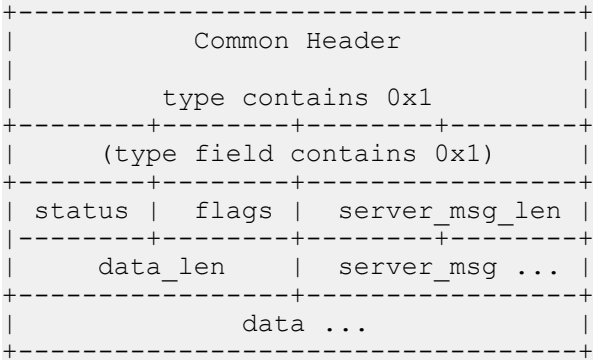 +-----------------------------------+
|            Common Header          |
|                                   |
|          type contains 0x1        |
+--------+--------+--------+--------+
|      (type field contains 0x1)    |
+--------+--------+-----------------+
| status |  flags |  server_msg_len |
|--------+--------+--------+--------+
|     data_len    |  server_msg ... |
+-----------------+-----------------+
|              data ...             |
+-----------------------------------+